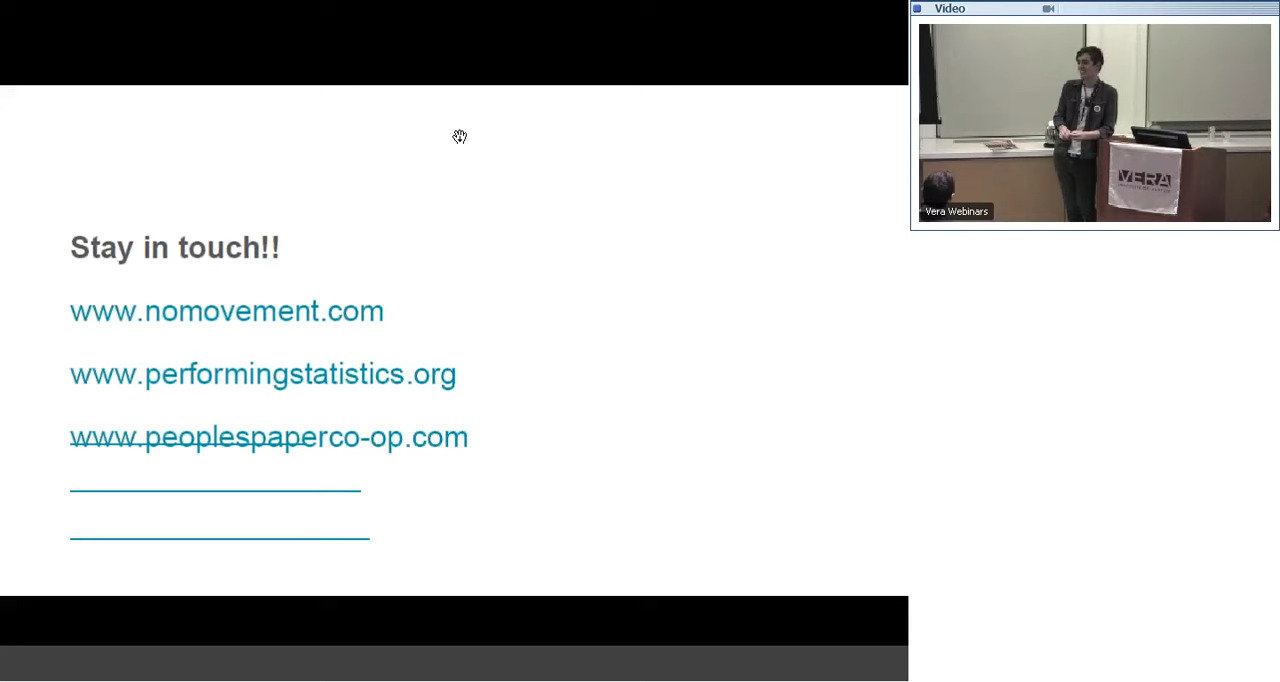 Video
VERA
Vera Webinars
Stay in touch!!
www.nomovement.com
www.performingstatistics.org
www.peoplespaperco-op.com